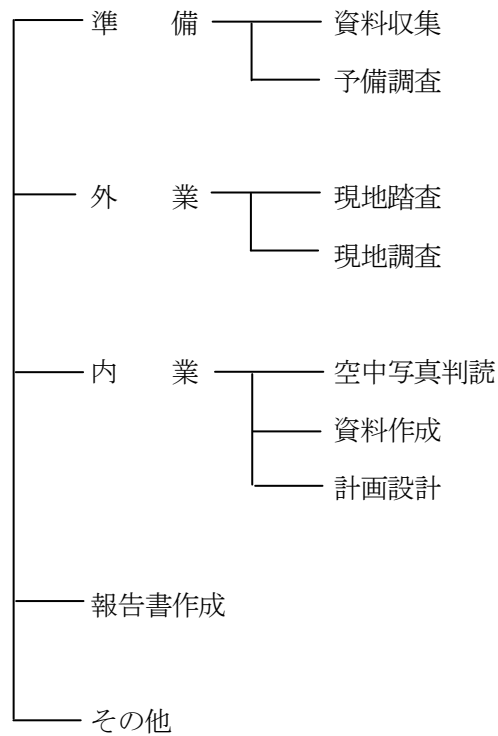 準　備　資料収集
予備調査
外　業　現地踏査
現地調査
内　業　空中写真判読
資料作成
計画設計
報告書作成
その他